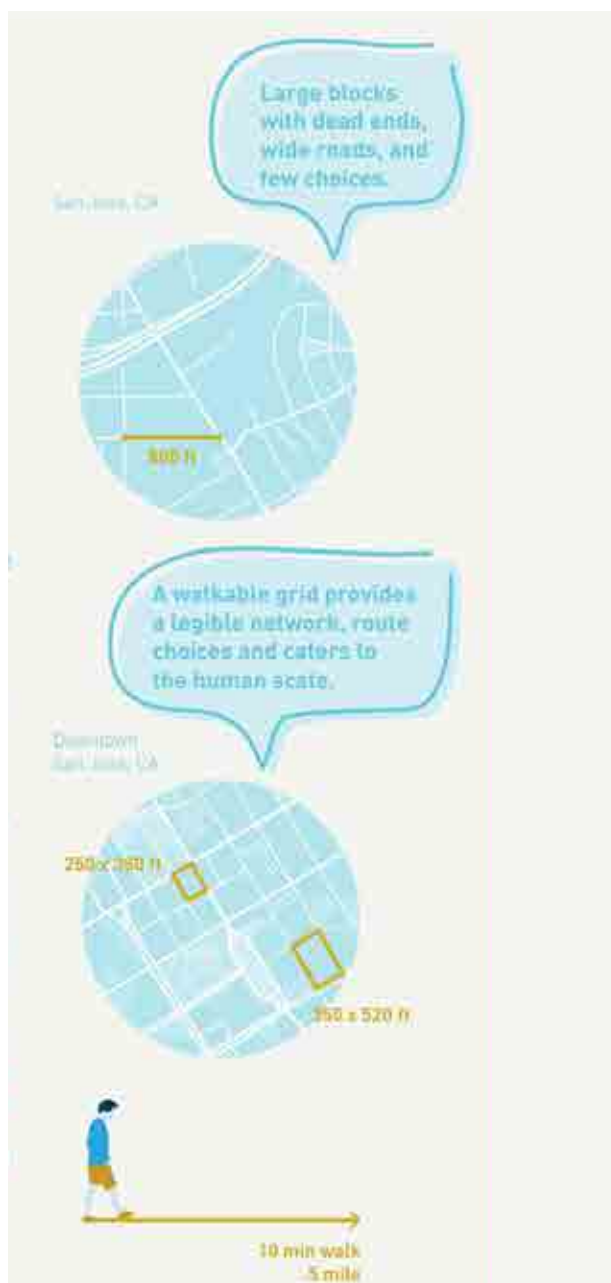 Large blocks
with dead ends,
wide roads, and
few choices.
San Jose, CA
800 ft
A walkable grid provides
a legible network, route
choices and caters to
the human scale.
Downtown
San Jose, CA
250 x 350 ft
350 x 520 ft
10 min walk
.5 mile